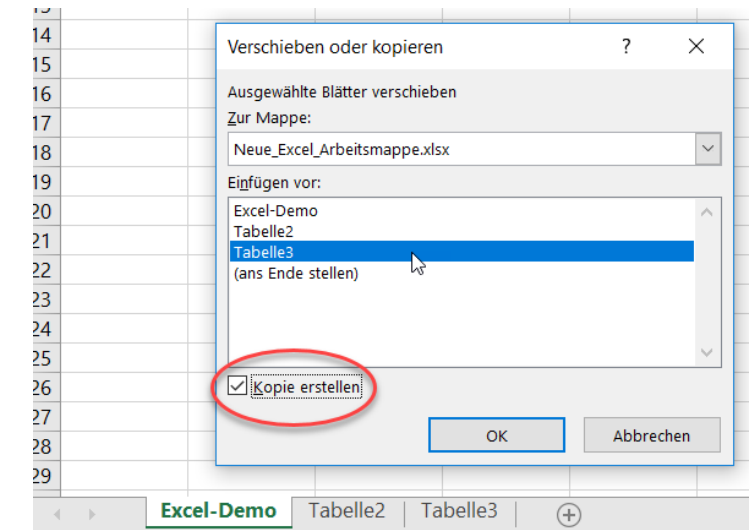 14
15
16
17
18
19
20
21
22
23
24
25
26
27
28
29
Verschieben oder kopieren ? ×
Ausgewählte Blätter verschieben
Zur Mappe:
Neue_Excel_Arbeitsmappe.xlsx
Einfügen vor:
Excel-Demo
Tabelle2
Tabelle3
(ans Ende stellen)
Kopie erstellen
OK Abbrechen
Excel-Demo Tabelle2 Tabelle3